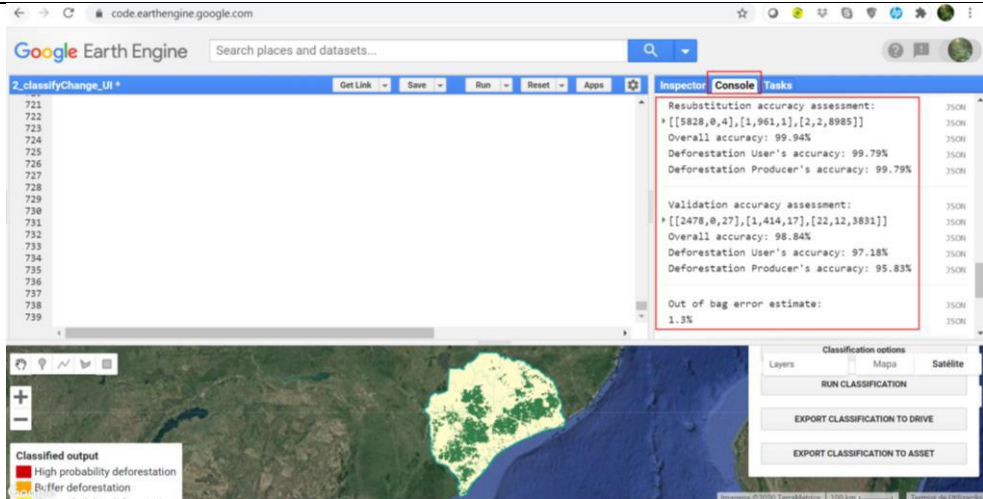 code.earthengine.google.com
Google Earth Engine
Search places and datasets...
2_classifyChange_UI *
Get Link
Save
Run
Reset
Apps
Inspector
Console
Tasks
721
722
723
724
725
726
727
728
729
730
731
732
733
734
735
736
737
738
739
Resubstitution accuracy assessment: JSON
[[5828,0,4],[1,961,1],[2,2,8985]] JSON
Overall accuracy: 99.94% JSON
Deforestation User's accuracy: 99.79% JSON
Deforestation Producer's accuracy: 99.79% JSON
Validation accuracy assessment: JSON
[[2478,0,27],[1,414,17],[22,12,3831]] JSON
Overall accuracy: 98.84% JSON
Deforestation User's accuracy: 97.18% JSON
Deforestation Producer's accuracy: 95.83% JSON
Out of bag error estimate: JSON
1.3% JSON
Classification options
Layers
Mapa
Satélite
RUN CLASSIFICATION
EXPORT CLASSIFICATION TO DRIVE
EXPORT CLASSIFICATION TO ASSET
Classified output
High probability deforestation
Buffer deforestation
Google
Imagens ©2020 TerraMetrics
100 km